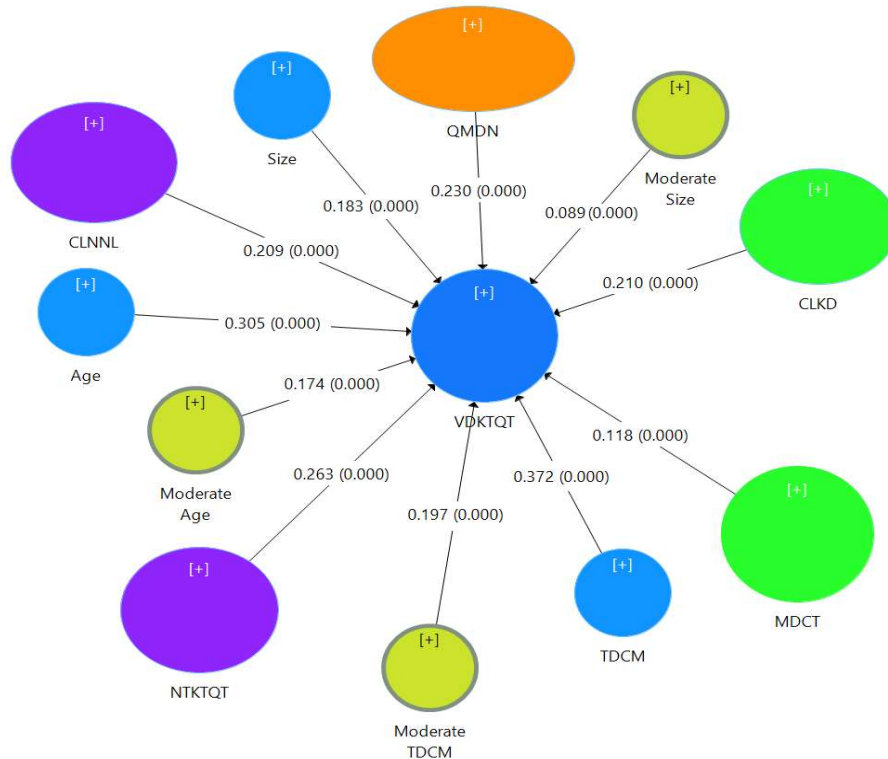 [+]
QMDN
[+]
Size
[+]
Moderate
Size
[+]
CLNNL
[+]
CLKD
0.230 (0.000)
0.183 (0.000)
0.089 (0.000)
0.209 (0.000)
0.210 (0.000)
[+]
Age
0.305 (0.000)
[+]
VDKTQT
0.174 (0.000)
[+]
Moderate
Age
0.118 (0.000)
0.263 (0.000)
0.372 (0.000)
0.197 (0.000)
[+]
MDCT
[+]
NTKTQT
[+]
TDCM
[+]
Moderate
TDCM